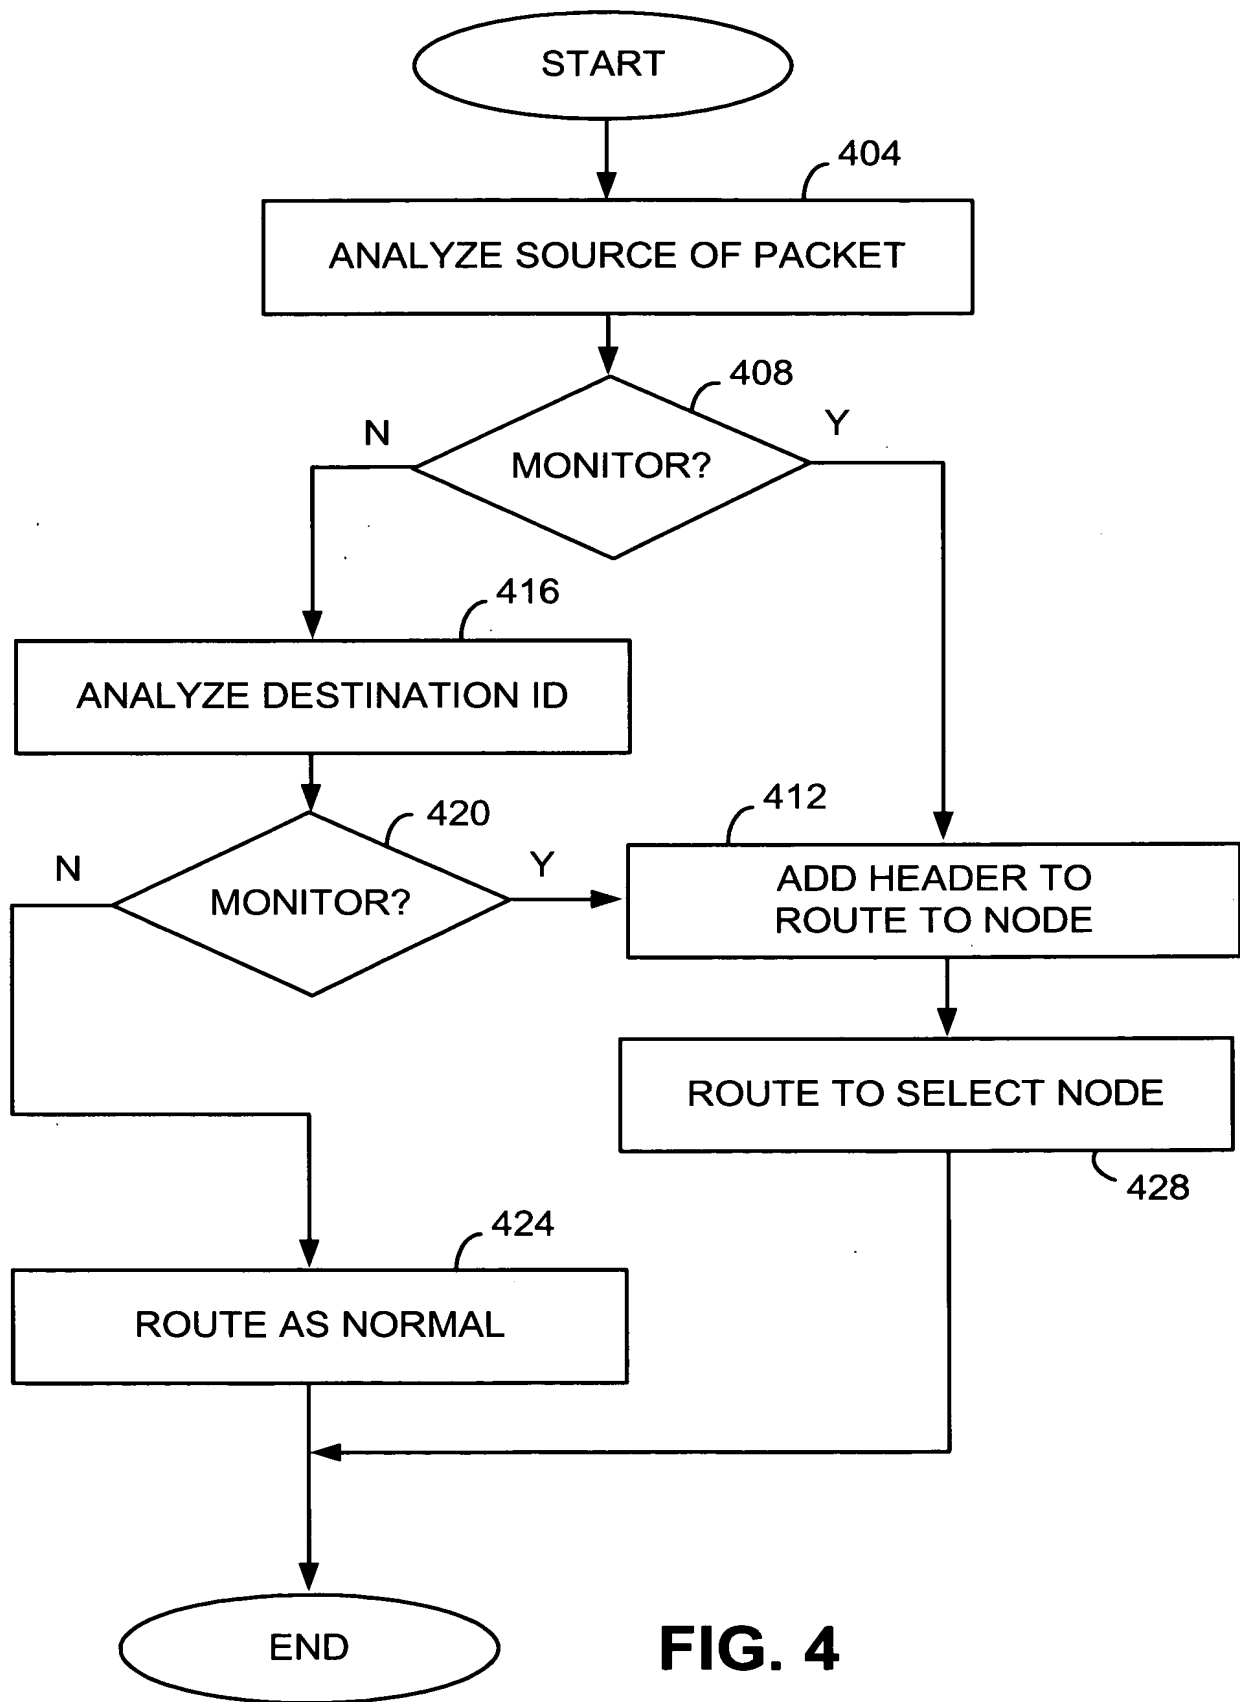 START
404
ANALYZE SOURCE OF PACKET
408
N
Y
MONITOR?
416
ANALYZE DESTINATION ID
420
412
N
Y
MONITOR?
ADD HEADER TO
ROUTE TO NODE
ROUTE TO SELECT NODE
428
424
ROUTE AS NORMAL
END
FIG. 4